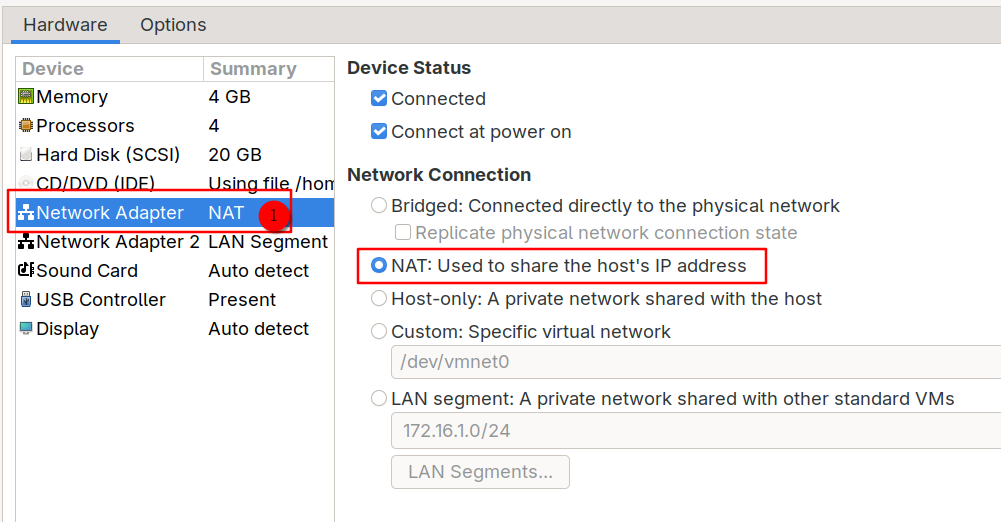 Hardware Options
Device Summary
Memory 4 GB
Processors 4
Hard Disk (SCSI) 20 GB
CD/DVD (IDE) Using file /hom
Network Adapter NAT 1
Network Adapter 2 LAN Segment
Sound Card Auto detect
USB Controller Present
Display Auto detect
Device Status
Connected
Connect at power on
Network Connection
Bridged: Connected directly to the physical network
Replicate physical network connection state
NAT: Used to share the host's IP address
Host-only: A private network shared with the host
Custom: Specific virtual network
/dev/vmnet0
LAN segment: A private network shared with other standard VMs
172.16.1.0/24
LAN Segments...